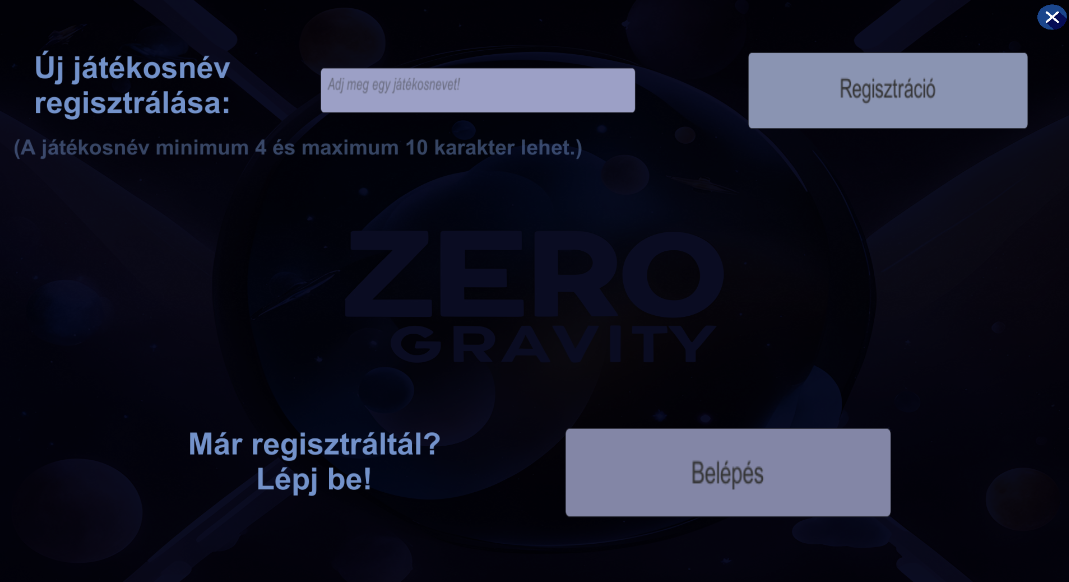 Új játékosnév
regisztrálása:
Adj meg egy játékosnevet!
Regisztráció
(A játékosnév minimum 4 és maximum 10 karakter lehet.)
ZERO
GRAVITY
Már regisztráltál?
Lépj be!
Belépés